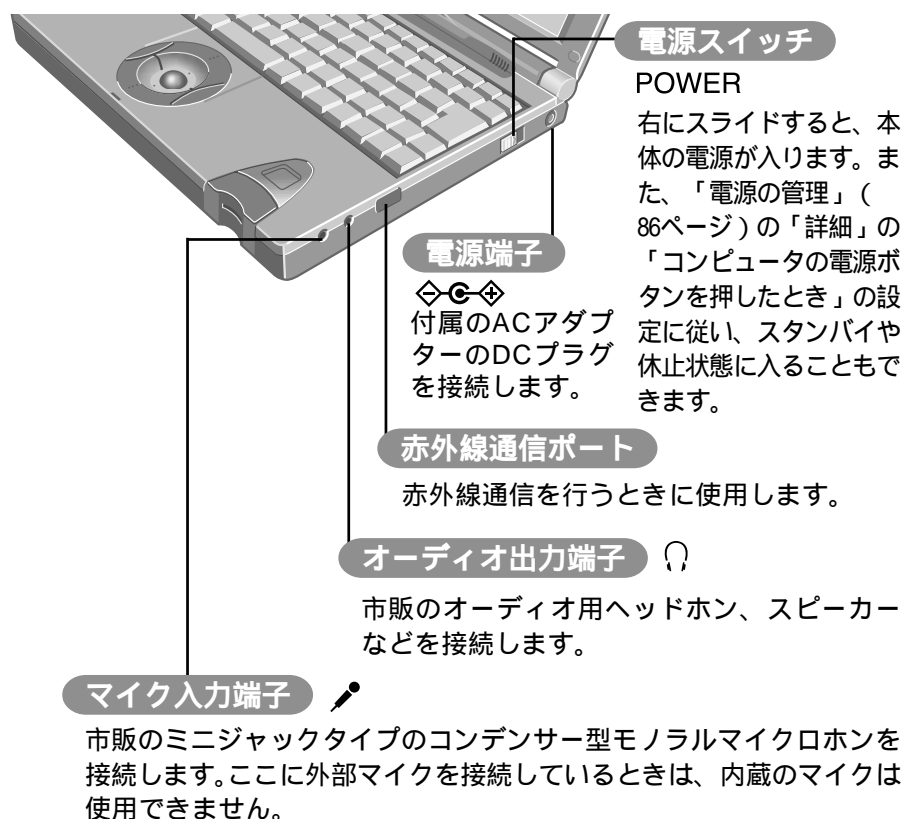 電源スイッチ
POWER
右にスライドすると、本
体の電源が入ります。ま
た、「電源の管理」(
86ページ)の「詳細」の
「コンピュータの電源ボ
タンを押したとき」の設
定に従い、スタンバイや
休止状態に入ることもで
きます。
電源端子
付属のACアダプ
ターのDCプラグ
を接続します。
赤外線通信ポート
赤外線通信を行うときに使用します。
オーディオ出力端子
市販のオーディオ用ヘッドホン、スピーカー
などを接続します。
マイク入力端子
市販のミニジャックタイプのコンデンサー型モノラルマイクロホンを
接続します。ここに外部マイクを接続しているときは、内蔵のマイクは
使用できません。